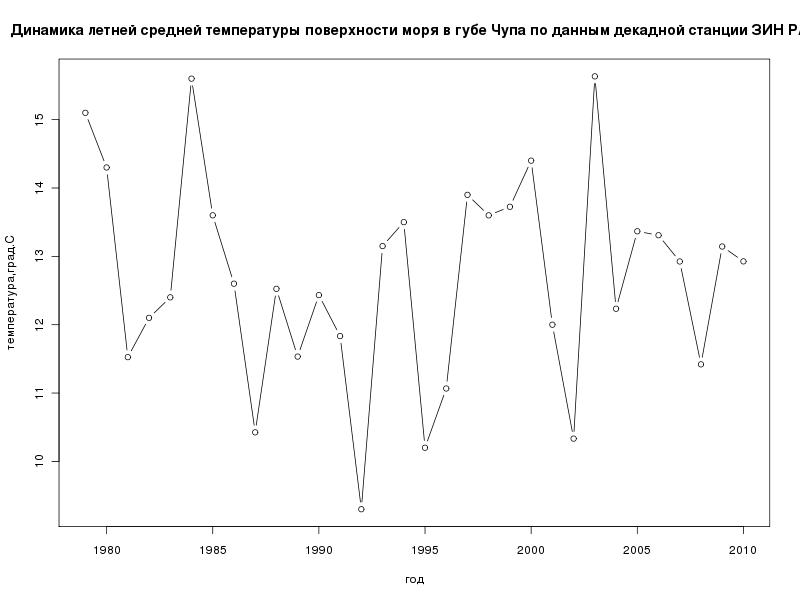 Динамика летней средней температуры поверхности моря в губе Чупа по данным декадной станции ЗИН РА
температура,град.С
15
14
13
12
11
10
1980 1985 1990 1995 2000 2005 2010
год